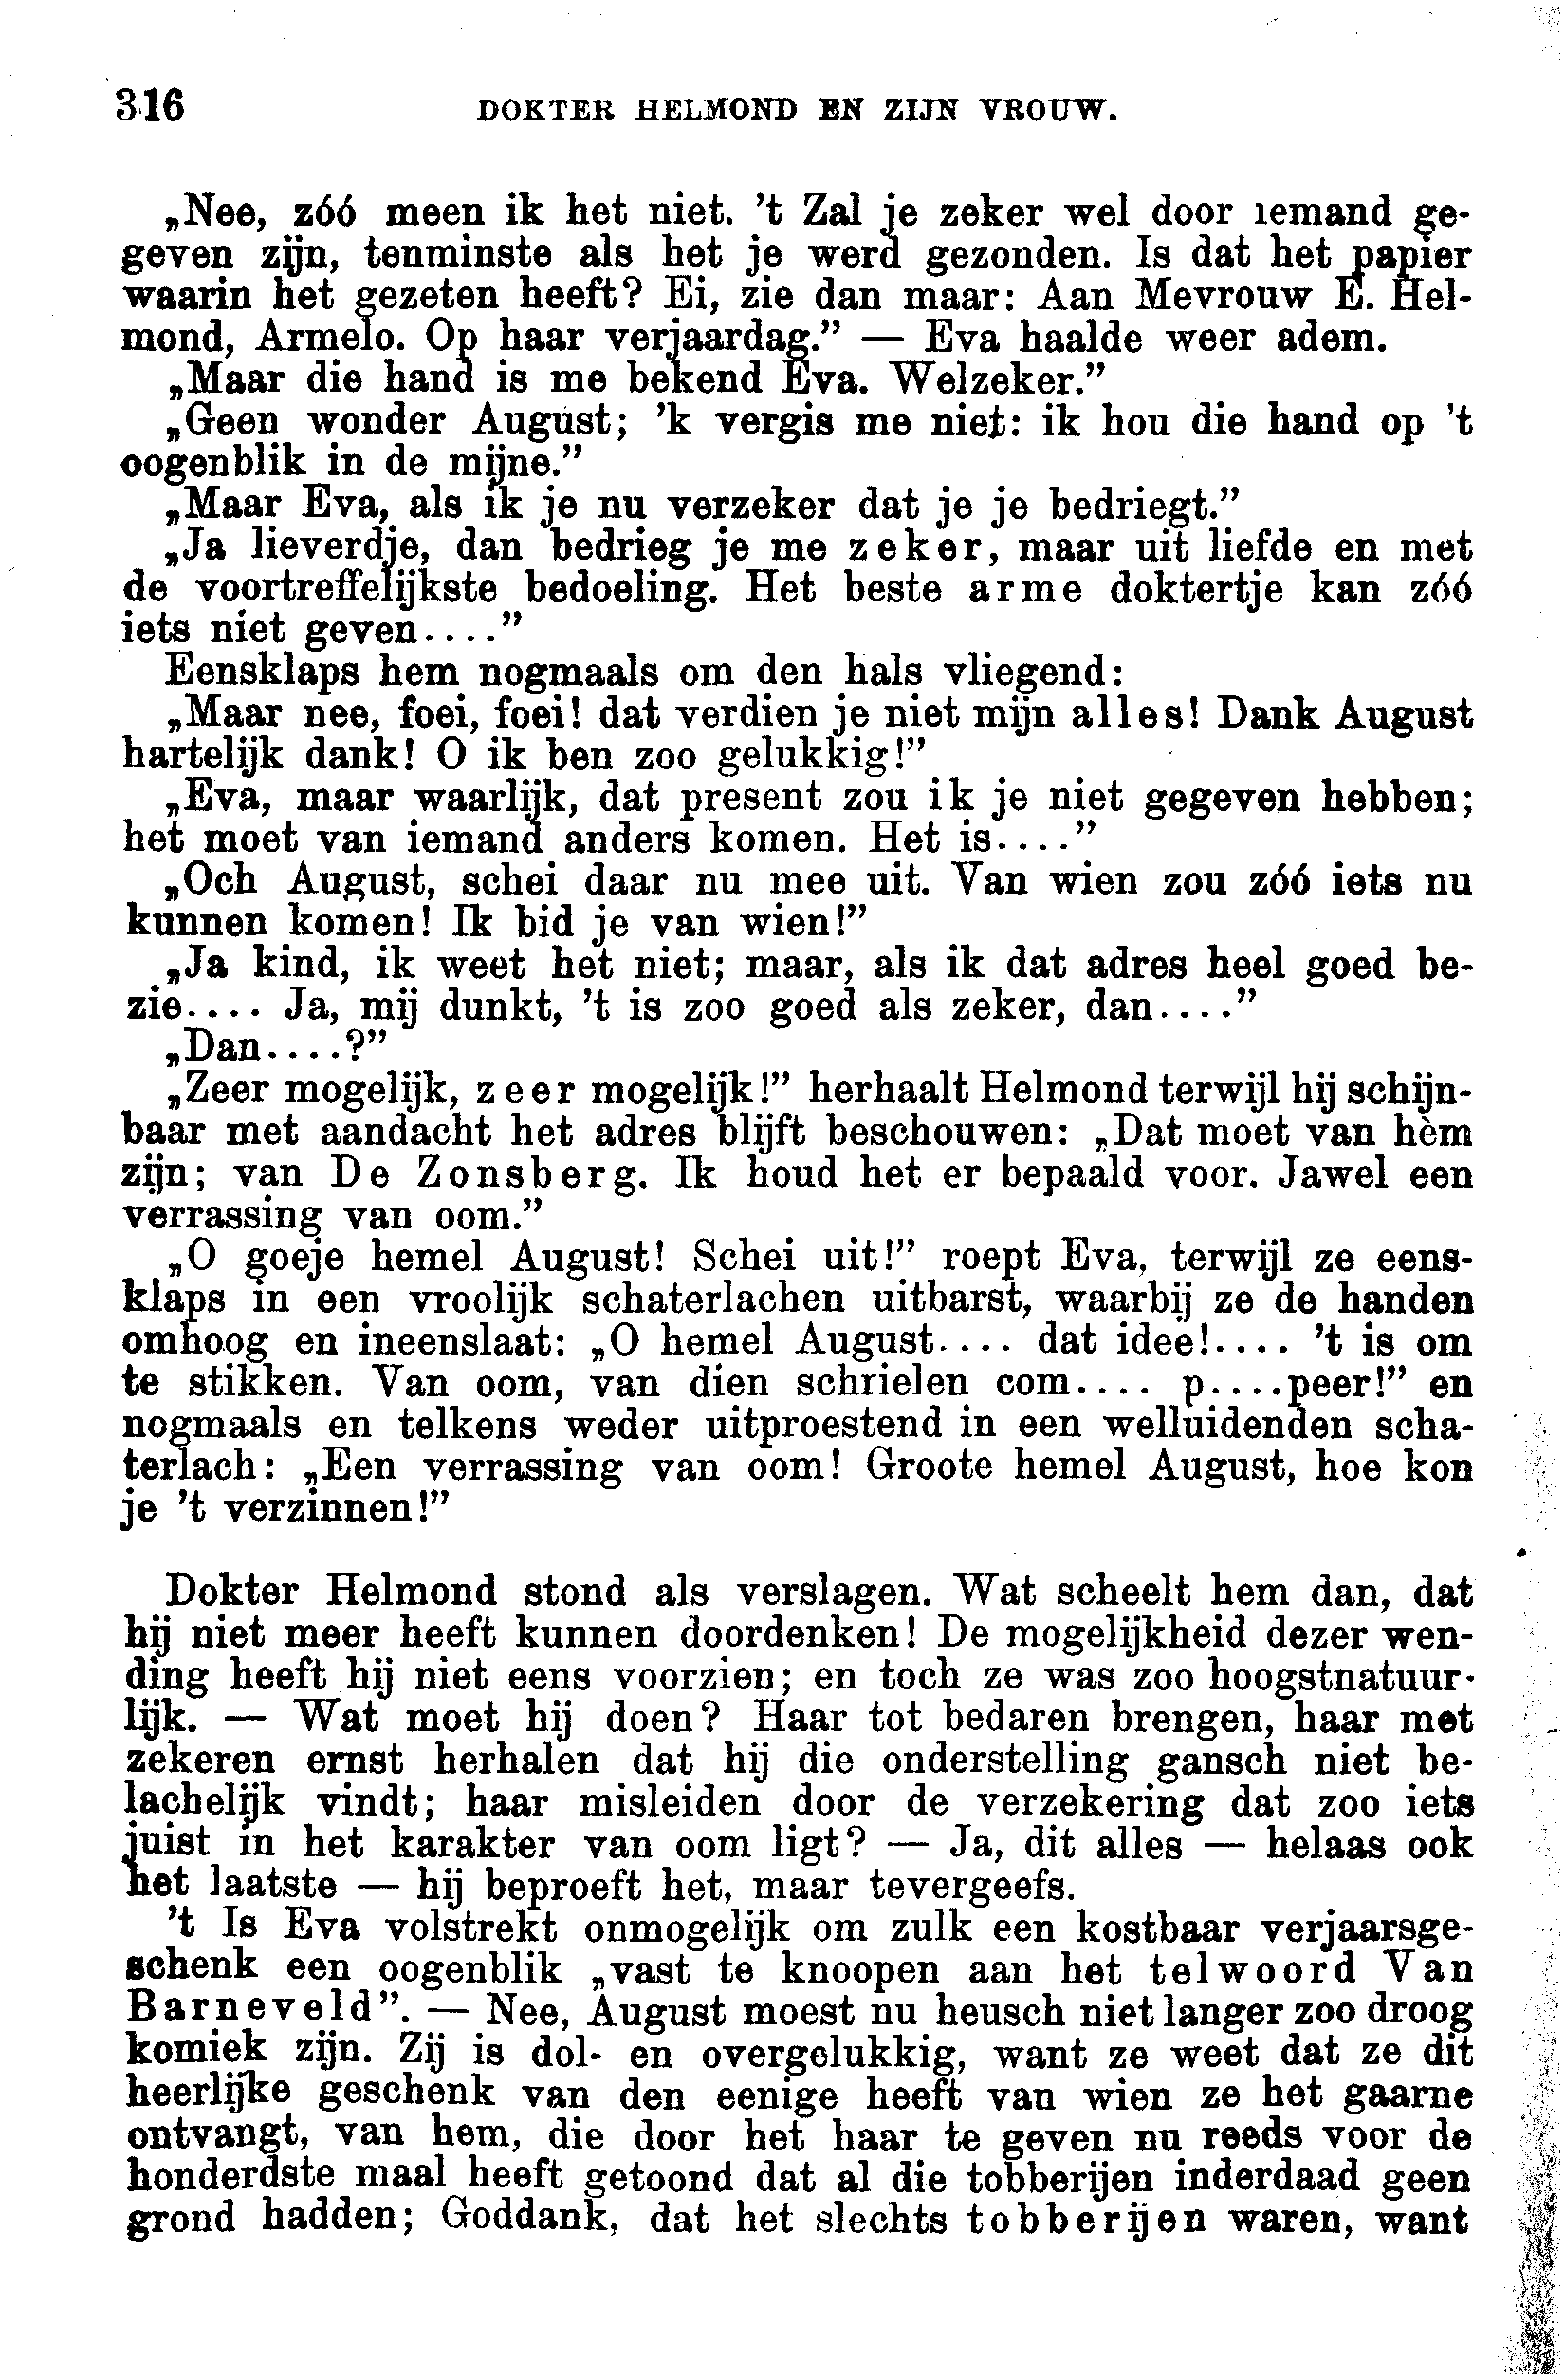 316 DOKTER HELMOND EN ZIJN VROUW.
„Nee, zóó meen ik het niet. 't Zal je zeker wel door iemand ge-
geven zijn, tenminste als het je werd gezonden. Is dat het papier
waarin het gezeten heeft? Ei, zie dan maar: Aan Mevrouw E. Hel-
mond, Armelo. Op haar verjaardag.” — Eva haalde weer adem.
„Maar die hand is me bekend Eva. Welzeker.”
„Geen wonder August; 'k vergis me niet: ik hou die hand op 't
oogenblik in de mijne.”
„Maar Eva, als ik je nu verzeker dat je je bedriegt.”
„Ja lieverdje, dan bedrieg je me zeker, maar uit liefde en met
de voortreffelijkste bedoeling. Het beste arme doktertje kan zóó
iets niet geven....”
Eensklaps hem nogmaals om den hals vliegend:
„Maar nee, foei, foei! dat verdien je niet mijn alles! Dank August
hartelijk dank! O ik ben zoo gelukkig!”
„Eva, maar waarlijk, dat present zou ik je niet gegeven hebben;
het moet van iemand anders komen. Het is....”
„Och August, schei daar nu mee uit. Van wien zou zóó iets nu
kunnen komen! Ik bid je van wien!”
„Ja kind, ik weet het niet; maar, als ik dat adres heel goed be-
zie.... Ja, mij dunkt, 't is zoo goed als zeker, dan....”
„Dan....?”
„Zeer mogelijk, zeer mogelijk!” herhaalt Helmond terwijl hij schijn-
baar met aandacht het adres blijft beschouwen: „Dat moet van hèm
zijn; van De Zonsberg. Ik houd het er bepaald voor. Jawel een
verrassing van oom.”
„O goeje hemel August! Schei uit!” roept Eva, terwijl ze eens-
klaps in een vroolijk schaterlachen uitbarst, waarbij ze de handen
omhoog en ineenslaat: „O hemel August.... dat idee!.... 't is om
te stikken. Van oom, van dien schrielen com.... p....peer!” en
nogmaals en telkens weder uitproestend in een welluidenden scha-
terlach: „Een verrassing van oom! Groote hemel August, hoe kon
je 't verzinnen!”
Dokter Helmond stond als verslagen. Wat scheelt hem dan, dat
hij niet meer heeft kunnen doordenken! De mogelijkheid dezer wen-
ding heeft hij niet eens voorzien; en toch ze was zoo hoogstnatuur-
lijk. — Wat moet hij doen? Haar tot bedaren brengen, haar met
zekeren ernst herhalen dat hij die onderstelling gansch niet be-
lachelijk vindt; haar misleiden door de verzekering dat zoo iets
juist in het karakter van oom ligt? — Ja, dit alles — helaas ook
het laatste — hij beproeft het, maar tevergeefs.
't Is Eva volstrekt onmogelijk om zulk een kostbaar verjaarsge-
schenk een oogenblik „vast te knoopen aan het telwoord Van
Barneveld”. — Nee, August moest nu heusch niet langer zoo droog
komiek zijn. Zij is dol- en overgelukkig, want ze weet dat ze dit
heerlijke geschenk van den eenige heeft van wien ze het gaarne
ontvangt, van hem, die door het haar te geven nu reeds voor de
honderdste maal heeft getoond dat al die tobberijen inderdaad geen
grond hadden; Goddank, dat het slechts tobberijen waren, want